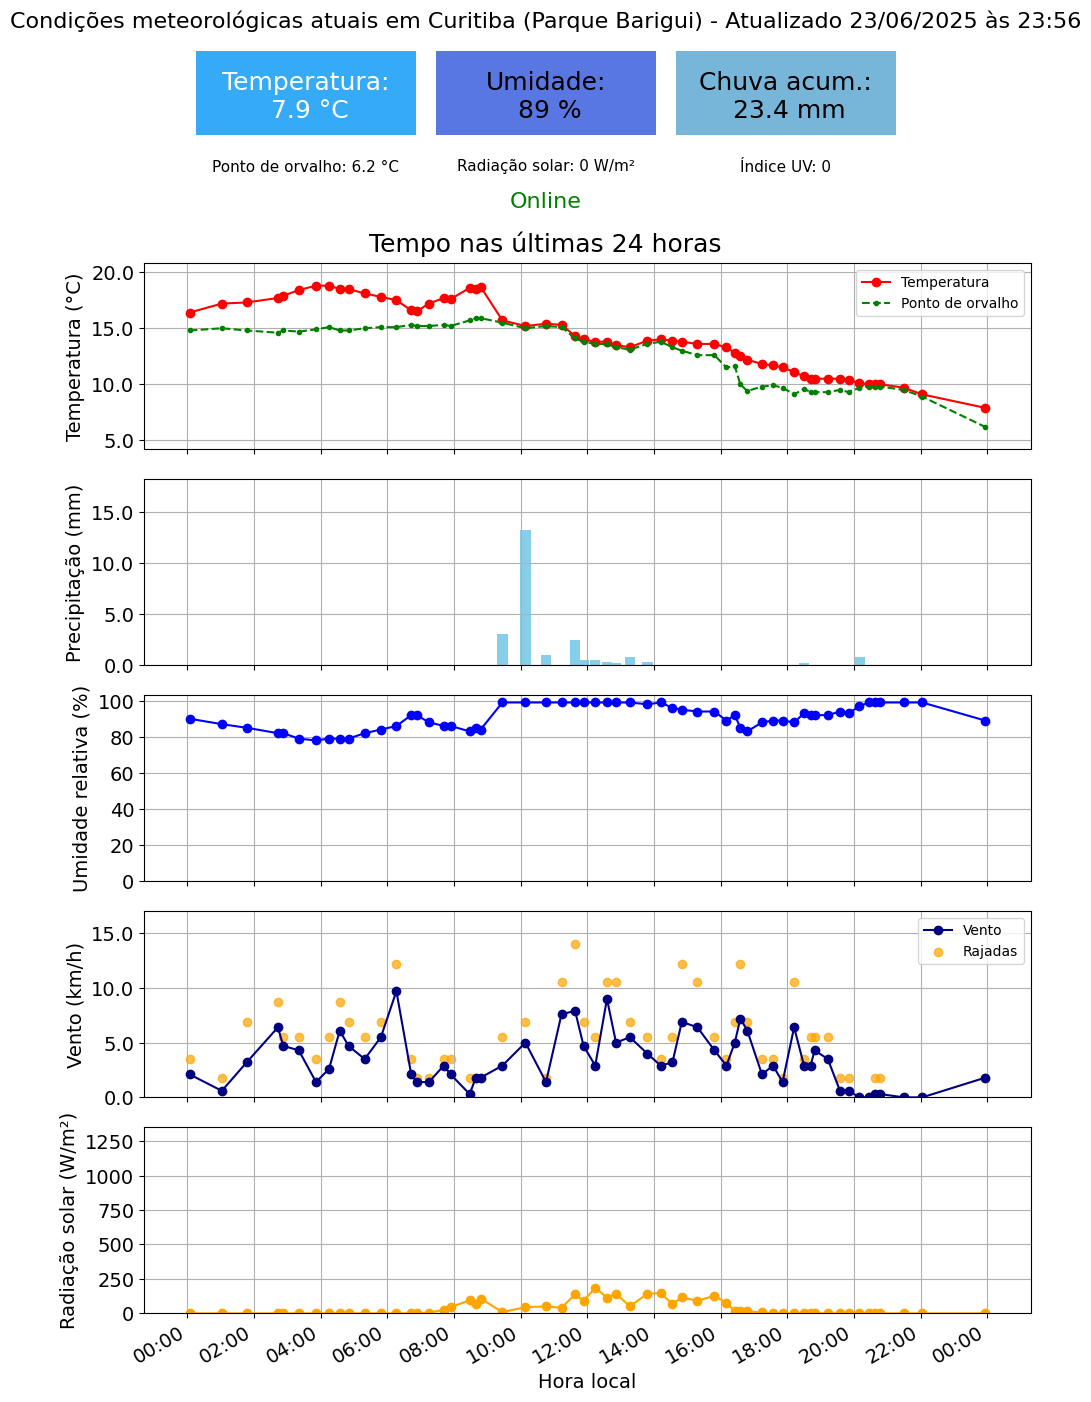 Condições meteorológicas atuais em Curitiba (Parque Barigui) - Atualizado 23/06/2025 às 23:56
Temperatura:
7.9 °C
Umidade:
89 %
Chuva acum.:
23.4 mm
Ponto de orvalho: 6.2 °C
Radiação solar: 0 W/m²
Índice UV: 0
Online
Tempo nas últimas 24 horas
Temperatura (°C)
20.0
15.0
10.0
5.0
Temperatura
Ponto de orvalho
Precipitação (mm)
15.0
10.0
5.0
0.0
Umidade relativa (%)
100
80
60
40
20
0
Vento (km/h)
15.0
10.0
5.0
0.0
Vento
Rajadas
Radiação solar (W/m²)
1250
1000
750
500
250
0
00:00
02:00
04:00
06:00
08:00
10:00
12:00
14:00
16:00
18:00
20:00
22:00
00:00
Hora local